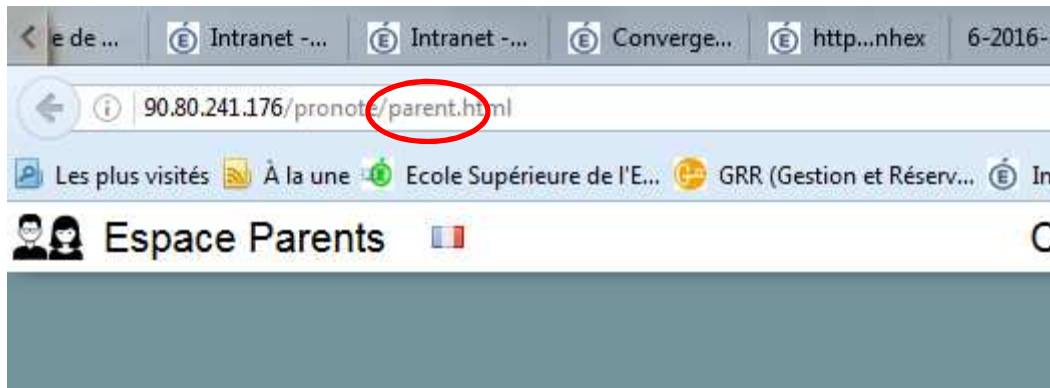 e de ... Intranet -... Intranet -... Converge... http...nhex 6-2016-
90.80.241.176/pronote/parent.html
Les plus visités À la une Ecole Supérieure de l'E... GRR (Gestion et Réserv... In
Espace Parents C